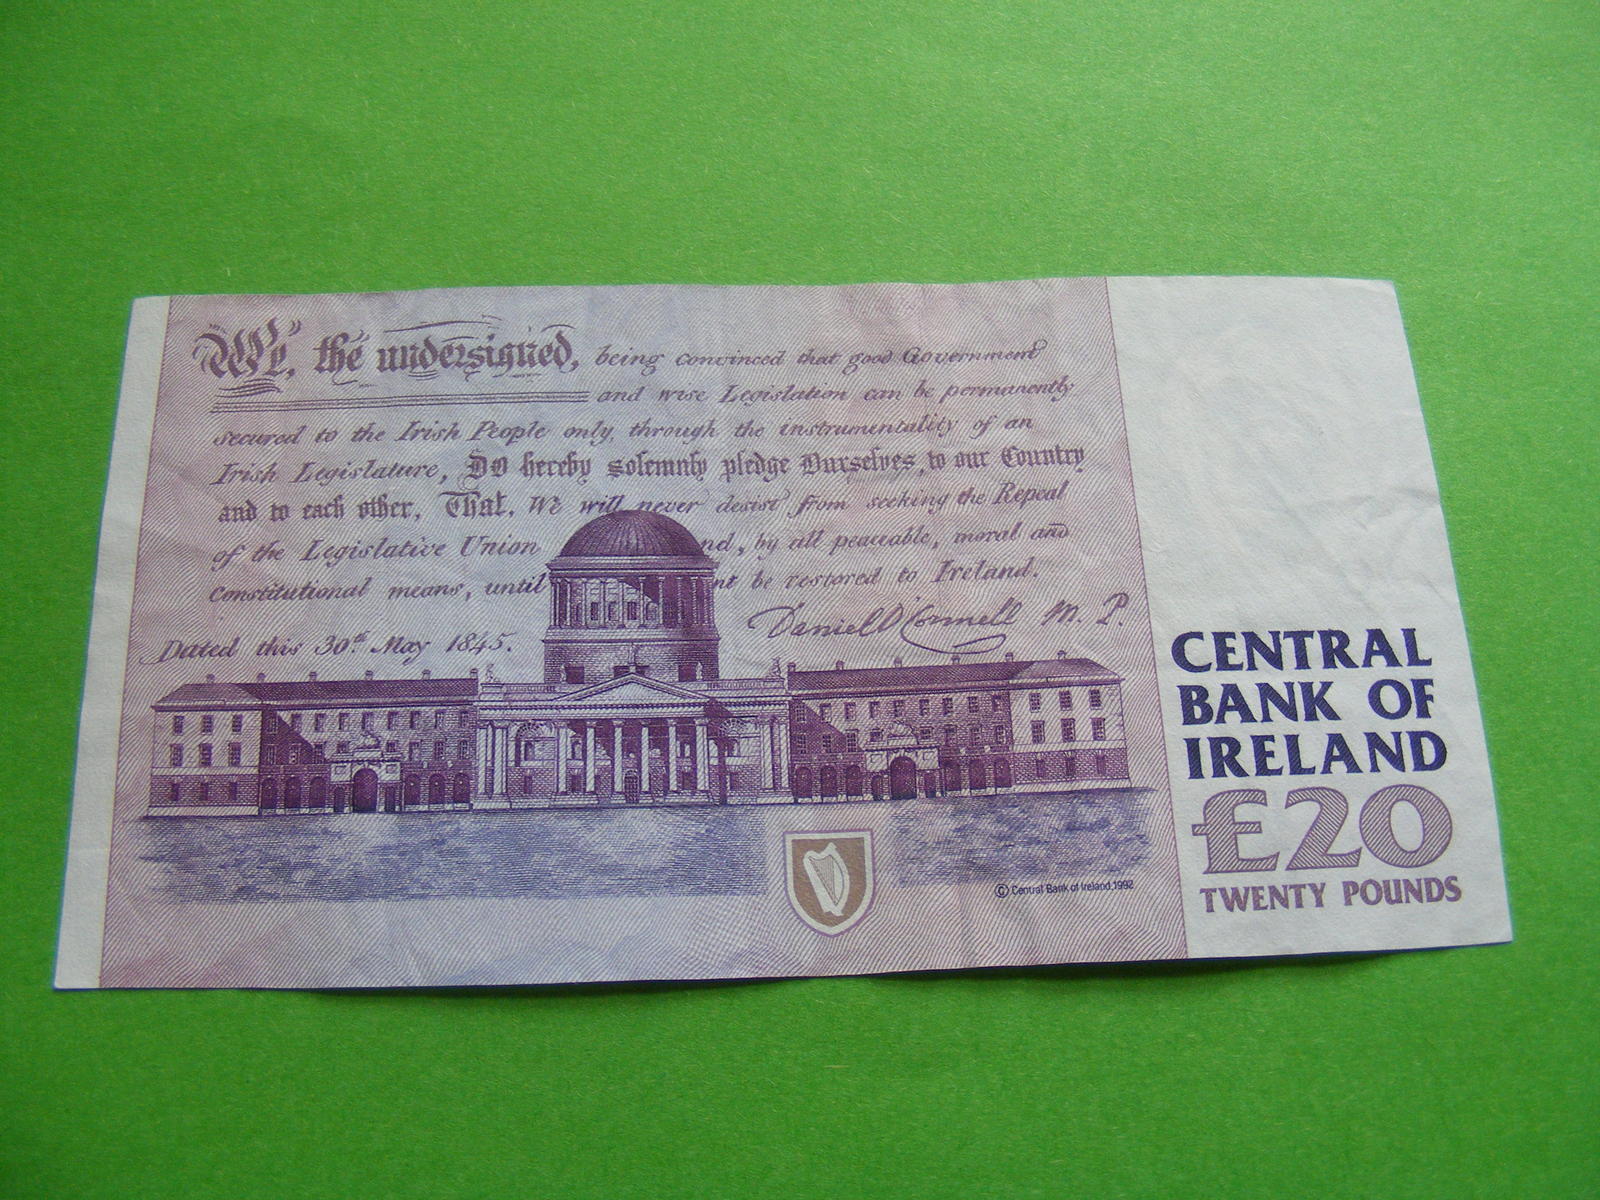 We, the undersigned, being convinced that good Government
and wise Legislation can be permanently
secured to the Irish People only, through the instrumentality of an
Irish Legislature, DO hereby solemnly pledge Ourselves, to our Country
and to each other, That, We will never desist from seeking the Repeal
of the Legislative Union nd, by all peaceable, moral and
constitutional means, until nt be restored to Ireland.
Daniel O'Connell M. P.
Dated this 30th May 1845.
CENTRAL
BANK OF
IRELAND
£20
TWENTY POUNDS
© Central Bank of Ireland, 1992